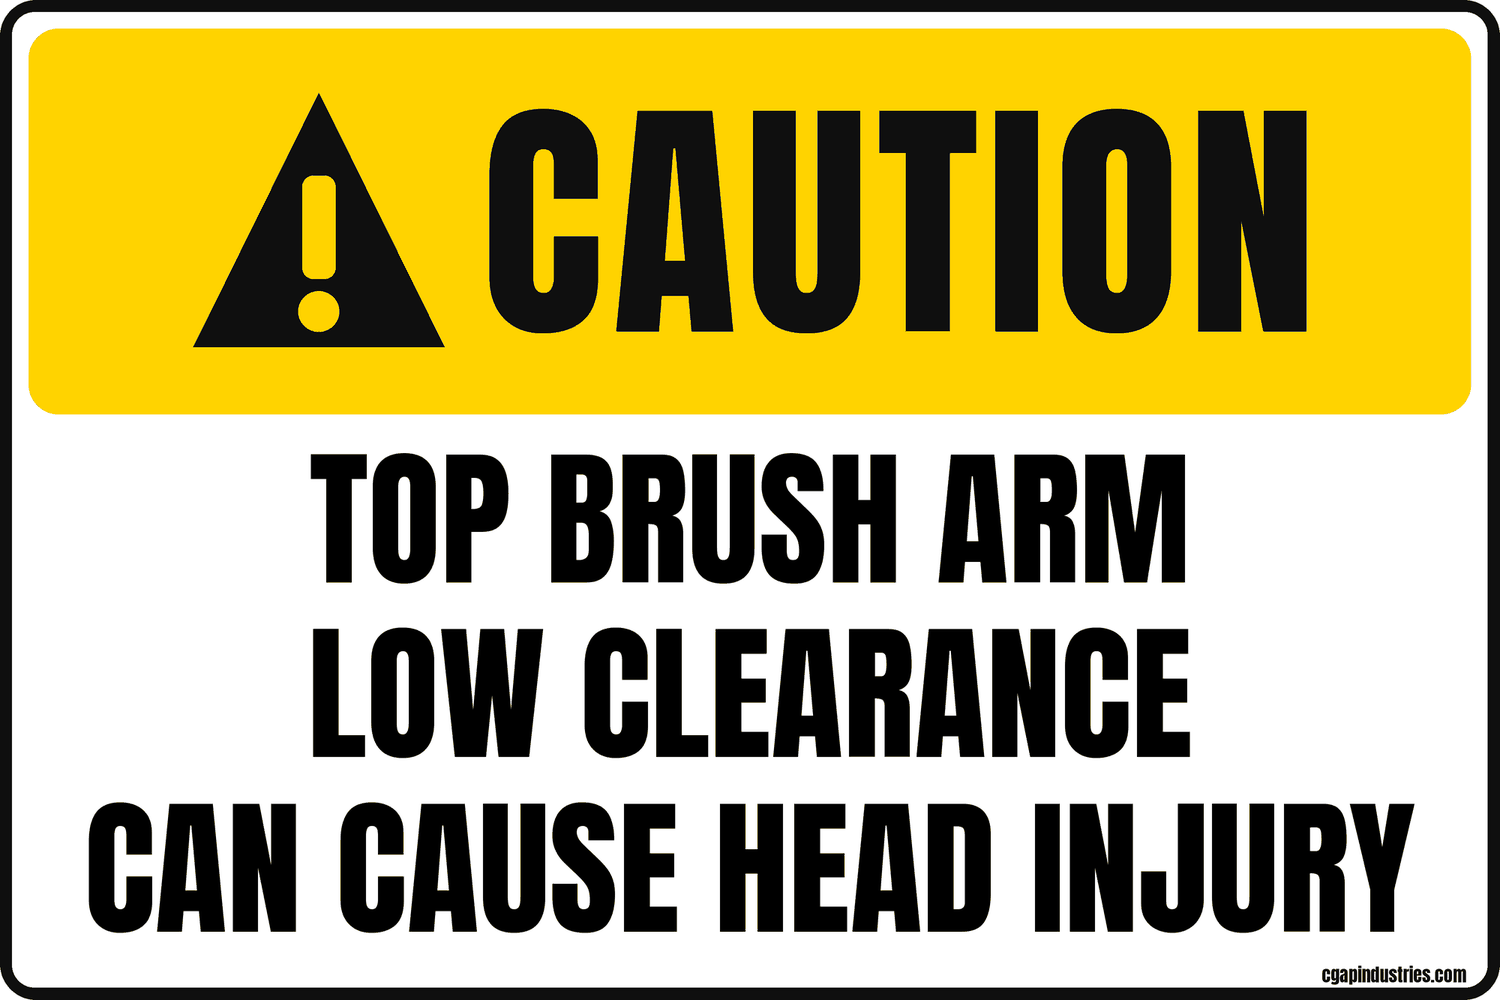 CAUTION
TOP BRUSH ARM
LOW CLEARANCE
CAN CAUSE HEAD INJURY
cgapindustries.com